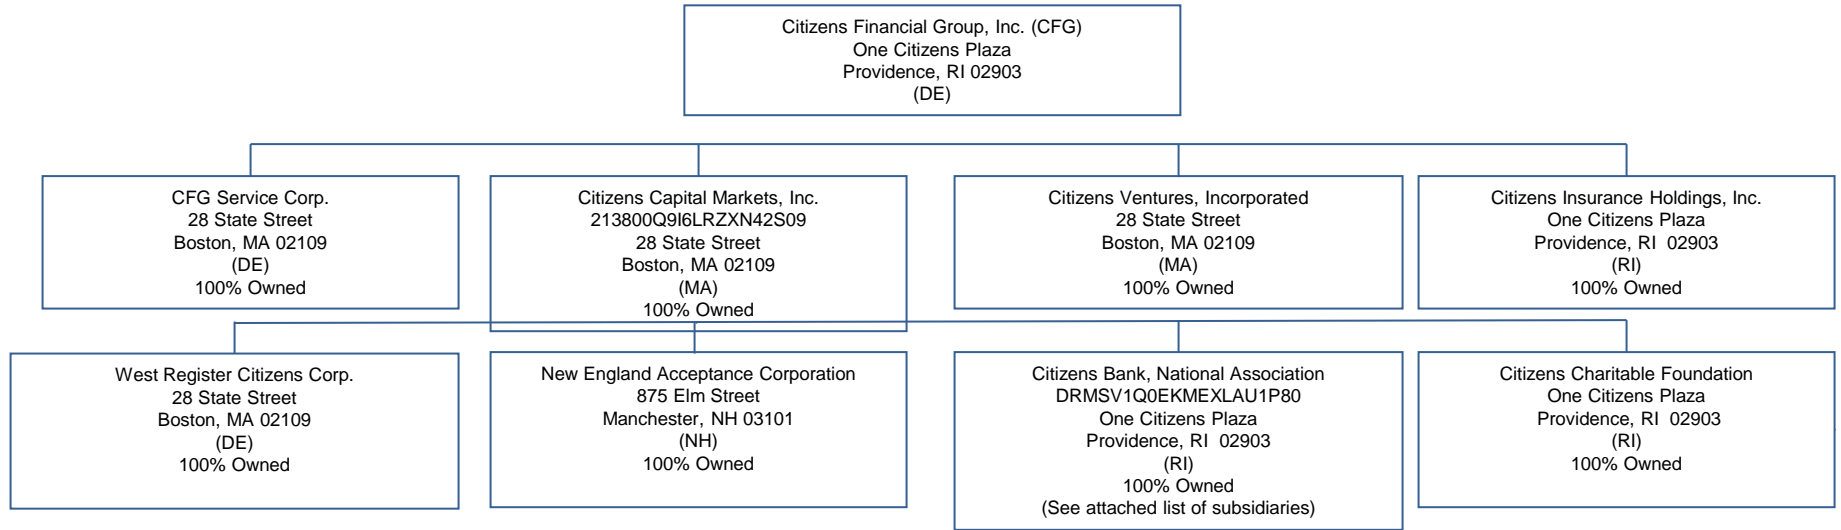 Citizens Financial Group, Inc. (CFG)
One Citizens Plaza
Providence, RI 02903
(DE)
CFG Service Corp.
28 State Street
Boston, MA 02109
(DE)
100% Owned
Citizens Capital Markets, Inc.
213800Q9I6LRZXN42S09
28 State Street
Boston, MA 02109
(MA)
100% Owned
Citizens Ventures, Incorporated
28 State Street
Boston, MA 02109
(MA)
100% Owned
Citizens Insurance Holdings, Inc.
One Citizens Plaza
Providence, RI 02903
(RI)
100% Owned
West Register Citizens Corp.
28 State Street
Boston, MA 02109
(DE)
100% Owned
New England Acceptance Corporation
875 Elm Street
Manchester, NH 03101
(NH)
100% Owned
Citizens Bank, National Association
DRMSV1Q0EKMEXLAU1P80
One Citizens Plaza
Providence, RI 02903
(RI)
100% Owned
(See attached list of subsidiaries)
Citizens Charitable Foundation
One Citizens Plaza
Providence, RI 02903
(RI)
100% Owned